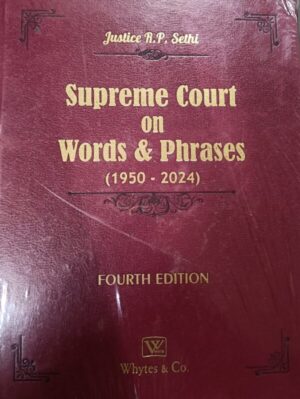 Justice R.P. Sethi
Supreme Court
on
Words & Phrases
(1950 - 2024)
FOURTH EDITION
Whytes & Co.